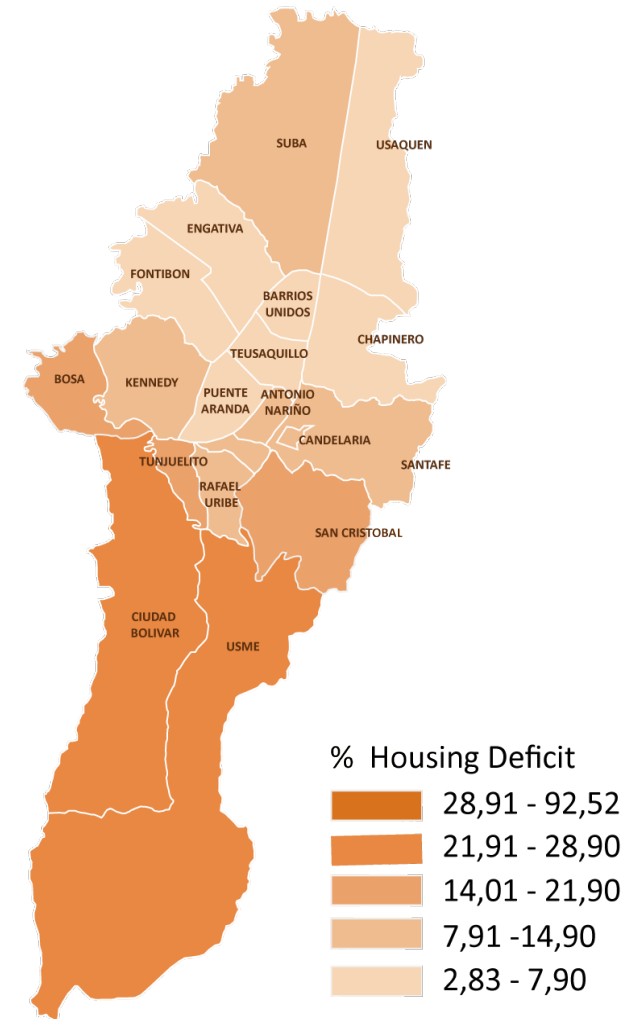 SUBA
USAQUEN
ENGATIVA
FONTIBON
BARRIOS
UNIDOS
CHAPINERO
TEUSAQUILLO
BOSA
KENNEDY
PUENTE
ARANDA
ANTONIO
NARIÑO
CANDELARIA
TUNJUELITO
SANTAFE
RAFAEL
URIBE
SAN CRISTOBAL
CIUDAD
BOLIVAR
USME
% Housing Deficit
28,91 - 92,52
21,91 - 28,90
14,01 - 21,90
7,91 -14,90
2,83 - 7,90